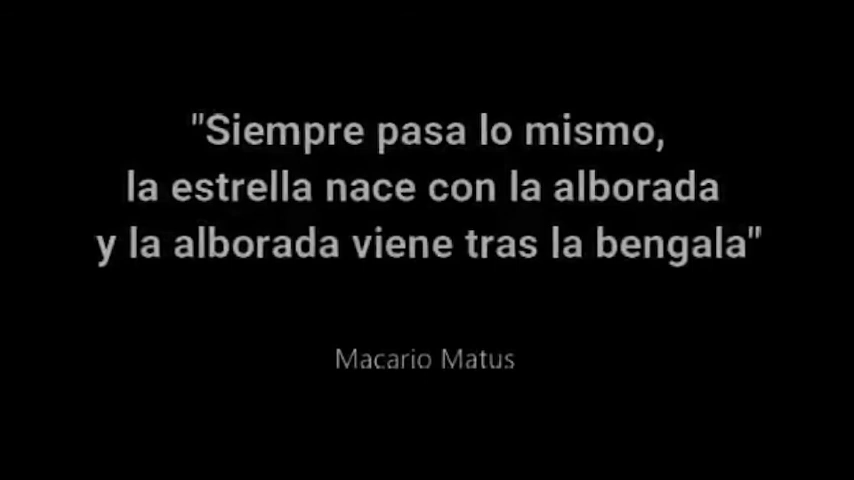 "Siempre pasa lo mismo,
la estrella nace con la alborada
y la alborada viene tras la bengala"
Macario Matus